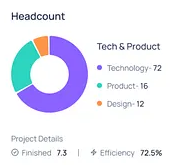 Headcount
Tech & Product
Technology- 72
Product- 16
Design- 12
Project Details
Finished 7.3 | Efficiency 72.5%